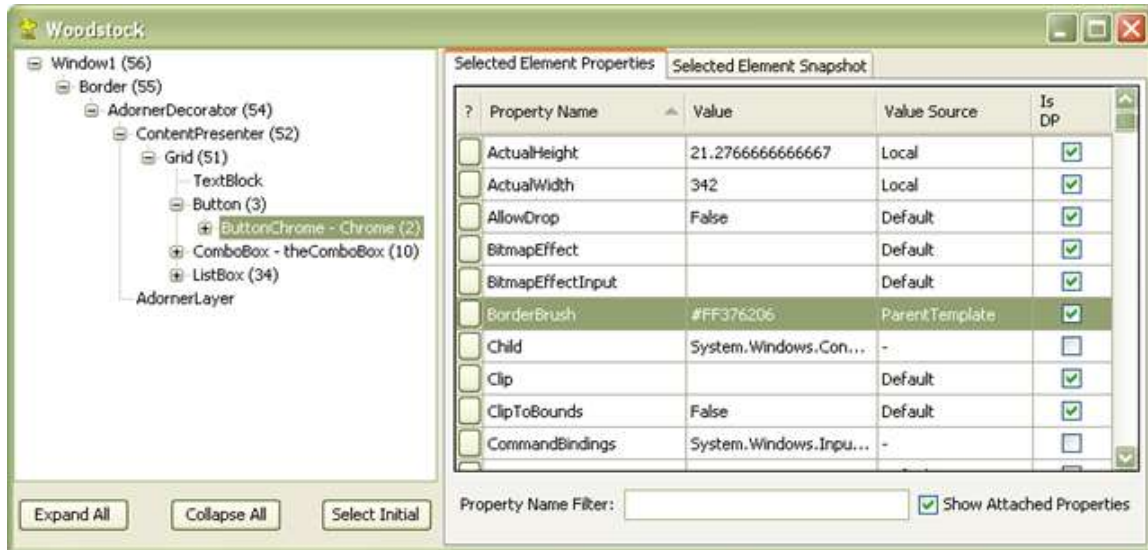 Woodstock
Window1 (56)
Border (55)
AdornerDecorator (54)
ContentPresenter (52)
Grid (51)
TextBlock
Button (3)
ButtonChrome - Chrome (2)
ComboBox - theComboBox (10)
ListBox (34)
AdornerLayer
Expand All Collapse All Select Initial
Selected Element Properties Selected Element Snapshot
? Property Name Value Value Source Is DP
ActualHeight 21.2766666666667 Local
ActualWidth 342 Local
AllowDrop False Default
BitmapEffect Default
BitmapEffectInput Default
BorderBrush #FF376206 ParentTemplate
Child System.Windows.Con... -
Clip Default
ClipToBounds False Default
CommandBindings System.Windows.Inpu... -
Property Name Filter: Show Attached Properties